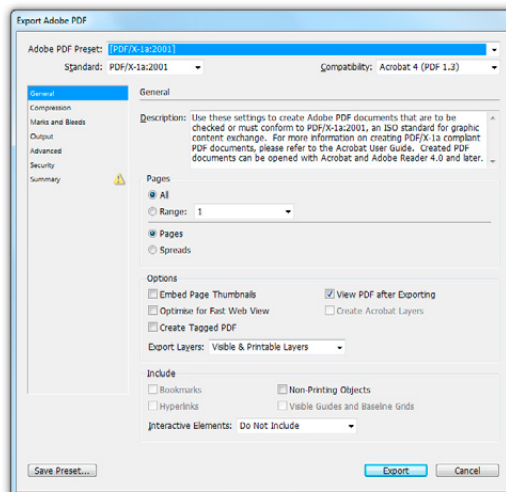 Export Adobe PDF
Adobe PDF Preset: [PDF/X-1a:2001]
Standard: PDF/X-1a:2001 Compatibility: Acrobat 4 (PDF 1.3)
General
Compression
Marks and Bleeds
Output
Advanced
Security
Summary
General
Description: Use these settings to create Adobe PDF documents that are to be
checked or must conform to PDF/X-1a:2001, an ISO standard for graphic
content exchange. For more information on creating PDF/X-1a compliant
PDF documents, please refer to the Acrobat User Guide. Created PDF
documents can be opened with Acrobat and Adobe Reader 4.0 and later.
Pages
All
Range: 1
Pages
Spreads
Options
Embed Page Thumbnails View PDF after Exporting
Optimise for Fast Web View Create Acrobat Layers
Create Tagged PDF
Export Layers: Visible & Printable Layers
Include
Bookmarks Non-Printing Objects
Hyperlinks Visible Guides and Baseline Grids
Interactive Elements: Do Not Include
Save Preset... Export Cancel